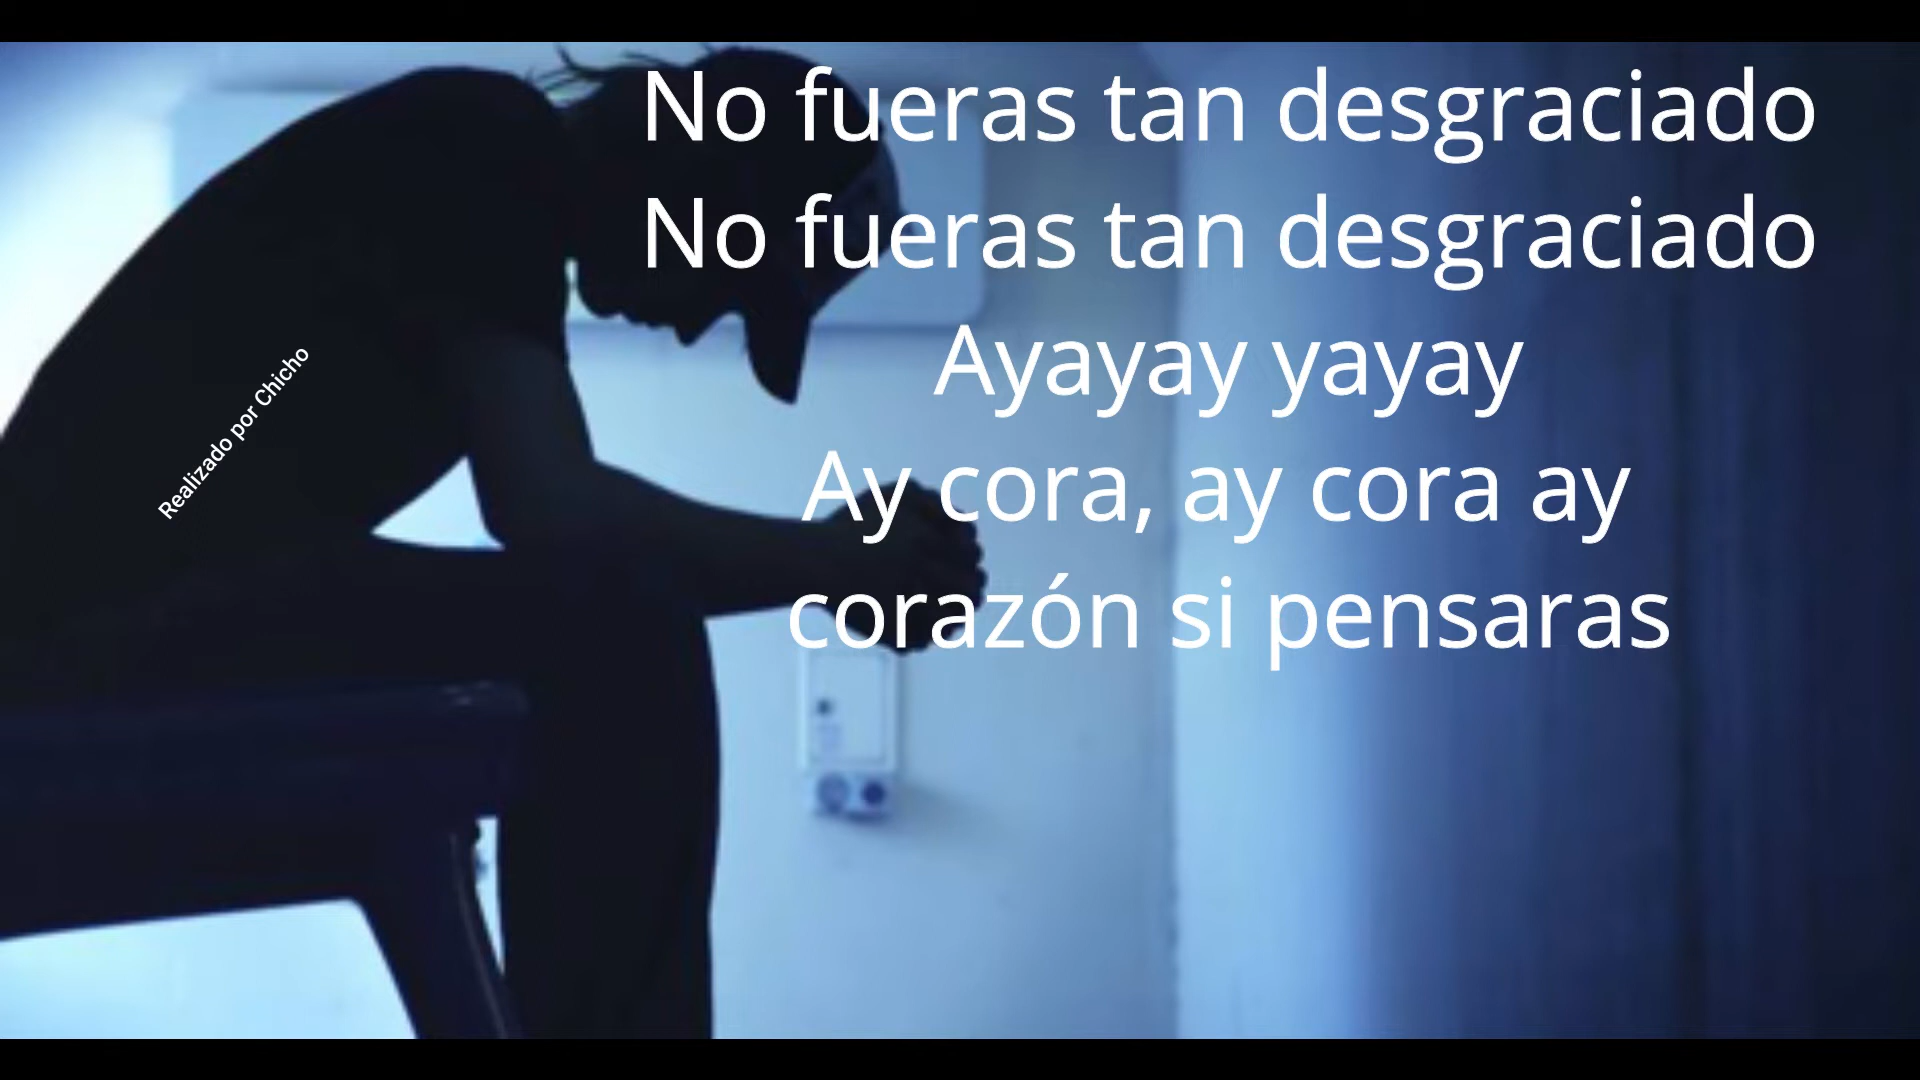 No fueras tan desgraciado
No fueras tan desgraciado
Ayayay yayay
Ay cora, ay cora ay
corazón si pensaras
Realizado por Chicho